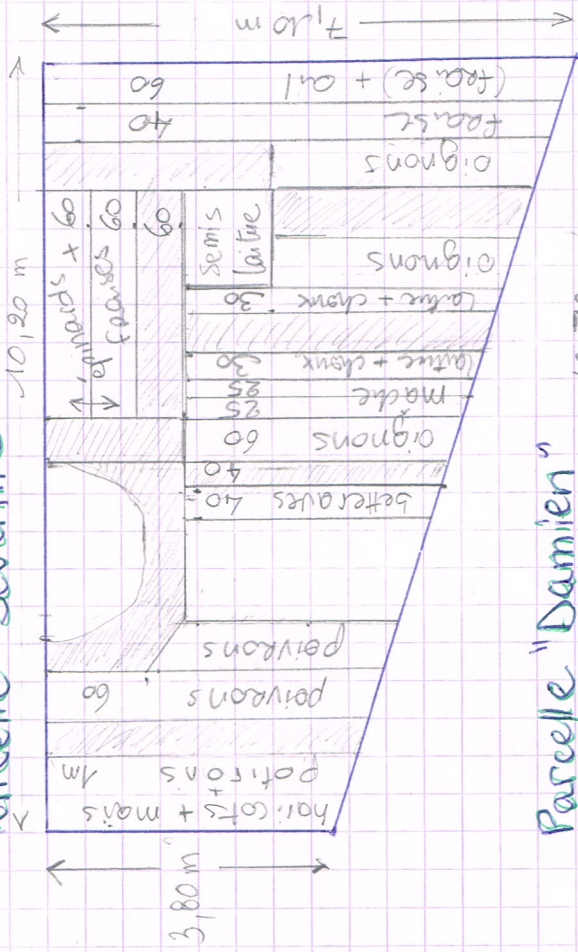 10,20 m
7,10 m
(fraise) + ail 60
fraise 40
oignons
épinards + 60
fraises 60
60
semis
laitue
oignons
laitue + choux 30
laitue + choux 30
mache 25
25
oignons 60
40
betteraves 40
poivrons
poivrons 60
potirons 1m
+
haricots + mais
3,80 m
Parcelle "Damien"